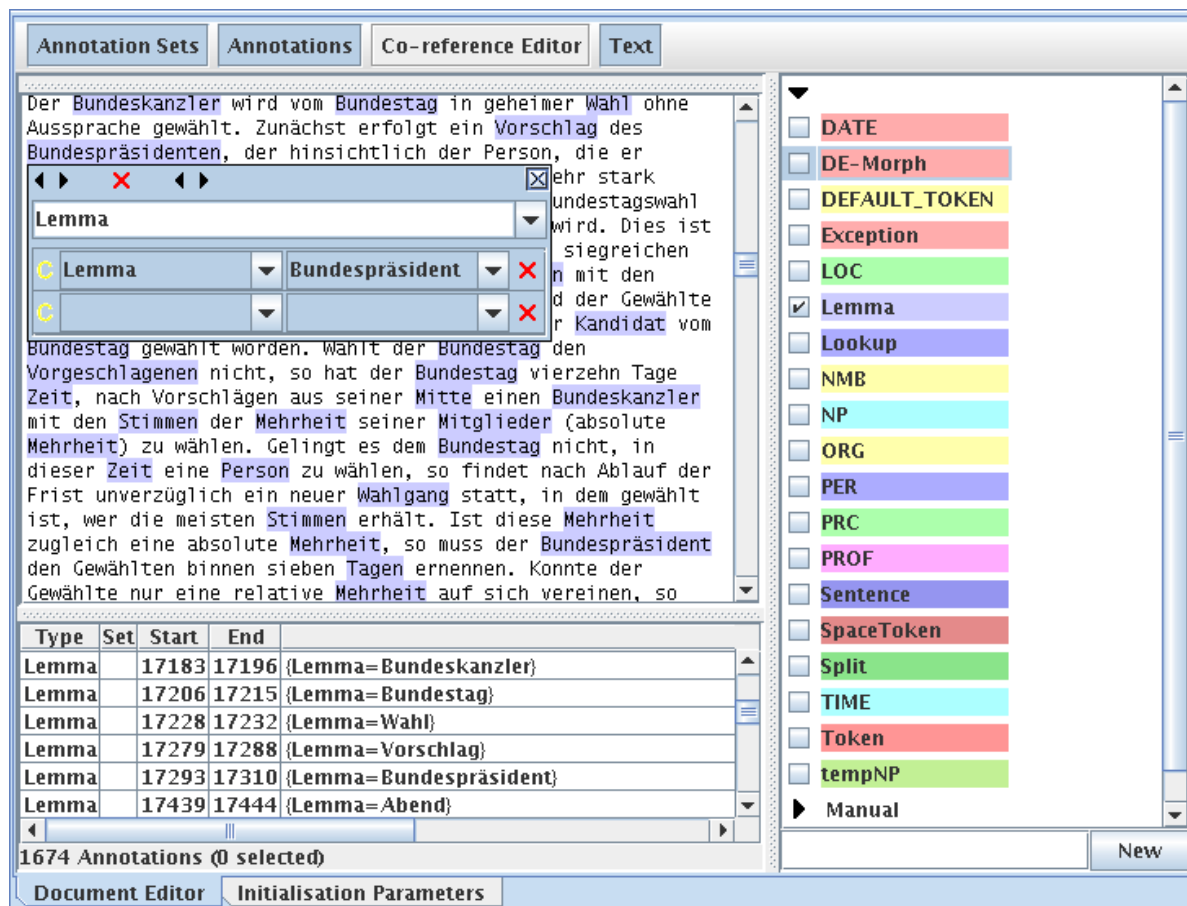 Annotation Sets Annotations Co-reference Editor Text
Der Bundeskanzler wird vom Bundestag in geheimer Wahl ohne
Aussprache gewählt. Zunächst erfolgt ein Vorschlag des
Bundespräsidenten, der hinsichtlich der Person, die er
ehr stark
undestagswahl
wird. Dies ist
siegreichen
n mit den
d der Gewählte
r Kandidat vom
Lemma
C Lemma Bundespräsident
C
Bundestag gewählt worden. Wählt der Bundestag den
Vorgeschlagenen nicht, so hat der Bundestag vierzehn Tage
Zeit, nach Vorschlägen aus seiner Mitte einen Bundeskanzler
mit den Stimmen der Mehrheit seiner Mitglieder (absolute
Mehrheit) zu wählen. Gelingt es dem Bundestag nicht, in
dieser Zeit eine Person zu wählen, so findet nach Ablauf der
Frist unverzüglich ein neuer Wahlgang statt, in dem gewählt
ist, wer die meisten Stimmen erhält. Ist diese Mehrheit
zugleich eine absolute Mehrheit, so muss der Bundespräsident
den Gewählten binnen sieben Tagen ernennen. Konnte der
Gewählte nur eine relative Mehrheit auf sich vereinen, so
Type Set Start End
Lemma 17183 17196 {Lemma=Bundeskanzler}
Lemma 17206 17215 {Lemma=Bundestag}
Lemma 17228 17232 {Lemma=Wahl}
Lemma 17279 17288 {Lemma=Vorschlag}
Lemma 17293 17310 {Lemma=Bundespräsident}
Lemma 17439 17444 {Lemma=Abend}
1674 Annotations (0 selected)
DATE
DE-Morph
DEFAULT_TOKEN
Exception
LOC
Lemma
Lookup
NMB
NP
ORG
PER
PRC
PROF
Sentence
SpaceToken
Split
TIME
Token
tempNP
Manual
New
Document Editor Initialisation Parameters